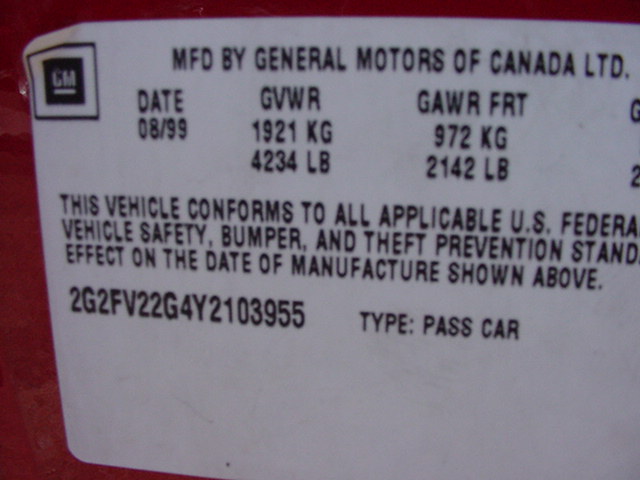 MFD BY GENERAL MOTORS OF CANADA LTD.
GM
DATE GVWR GAWR FRT G
08/99 1921 KG 972 KG
4234 LB 2142 LB 2
THIS VEHICLE CONFORMS TO ALL APPLICABLE U.S. FEDERA
VEHICLE SAFETY, BUMPER, AND THEFT PREVENTION STAND
EFFECT ON THE DATE OF MANUFACTURE SHOWN ABOVE.
2G2FV22G4Y2103955 TYPE: PASS CAR